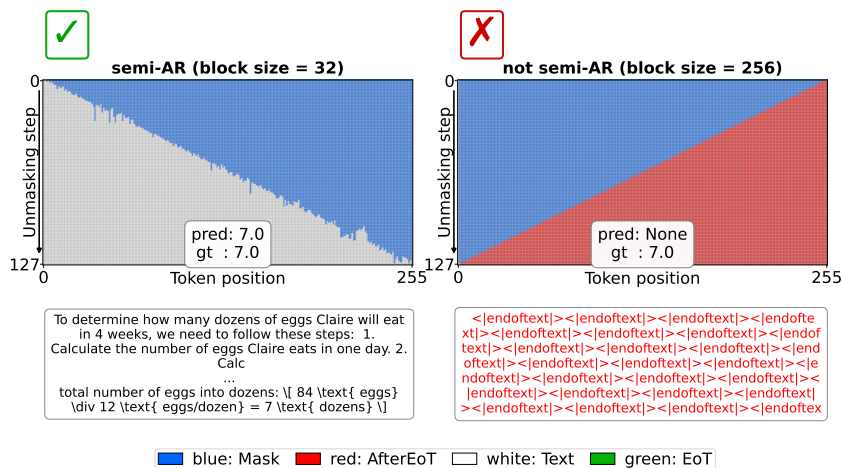 ✓
semi-AR (block size = 32)
0
Unmasking step
127
0
Token position
255
pred: 7.0
gt : 7.0
To determine how many dozens of eggs Claire will eat
in 4 weeks, we need to follow these steps: 1.
Calculate the number of eggs Claire eats in one day. 2.
Calc
...
total number of eggs into dozens: \[ 84 \text{ eggs}
\div 12 \text{ eggs/dozen} = 7 \text{ dozens} \]
✗
not semi-AR (block size = 256)
0
Unmasking step
127
0
Token position
255
pred: None
gt : 7.0
<|endoftext|><|endoftext|><|endoftext|><|endofte
xt|><|endoftext|><|endoftext|><|endoftext|><|endof
text|><|endoftext|><|endoftext|><|endoftext|><|end
oftext|><|endoftext|><|endoftext|><|endoftext|><|e
ndoftext|><|endoftext|><|endoftext|><|endoftext|><
|endoftext|><|endoftext|><|endoftext|><|endoftext|
><|endoftext|><|endoftext|><|endoftext|><|endoftex
blue: Mask
red: AfterEoT
white: Text
green: EoT